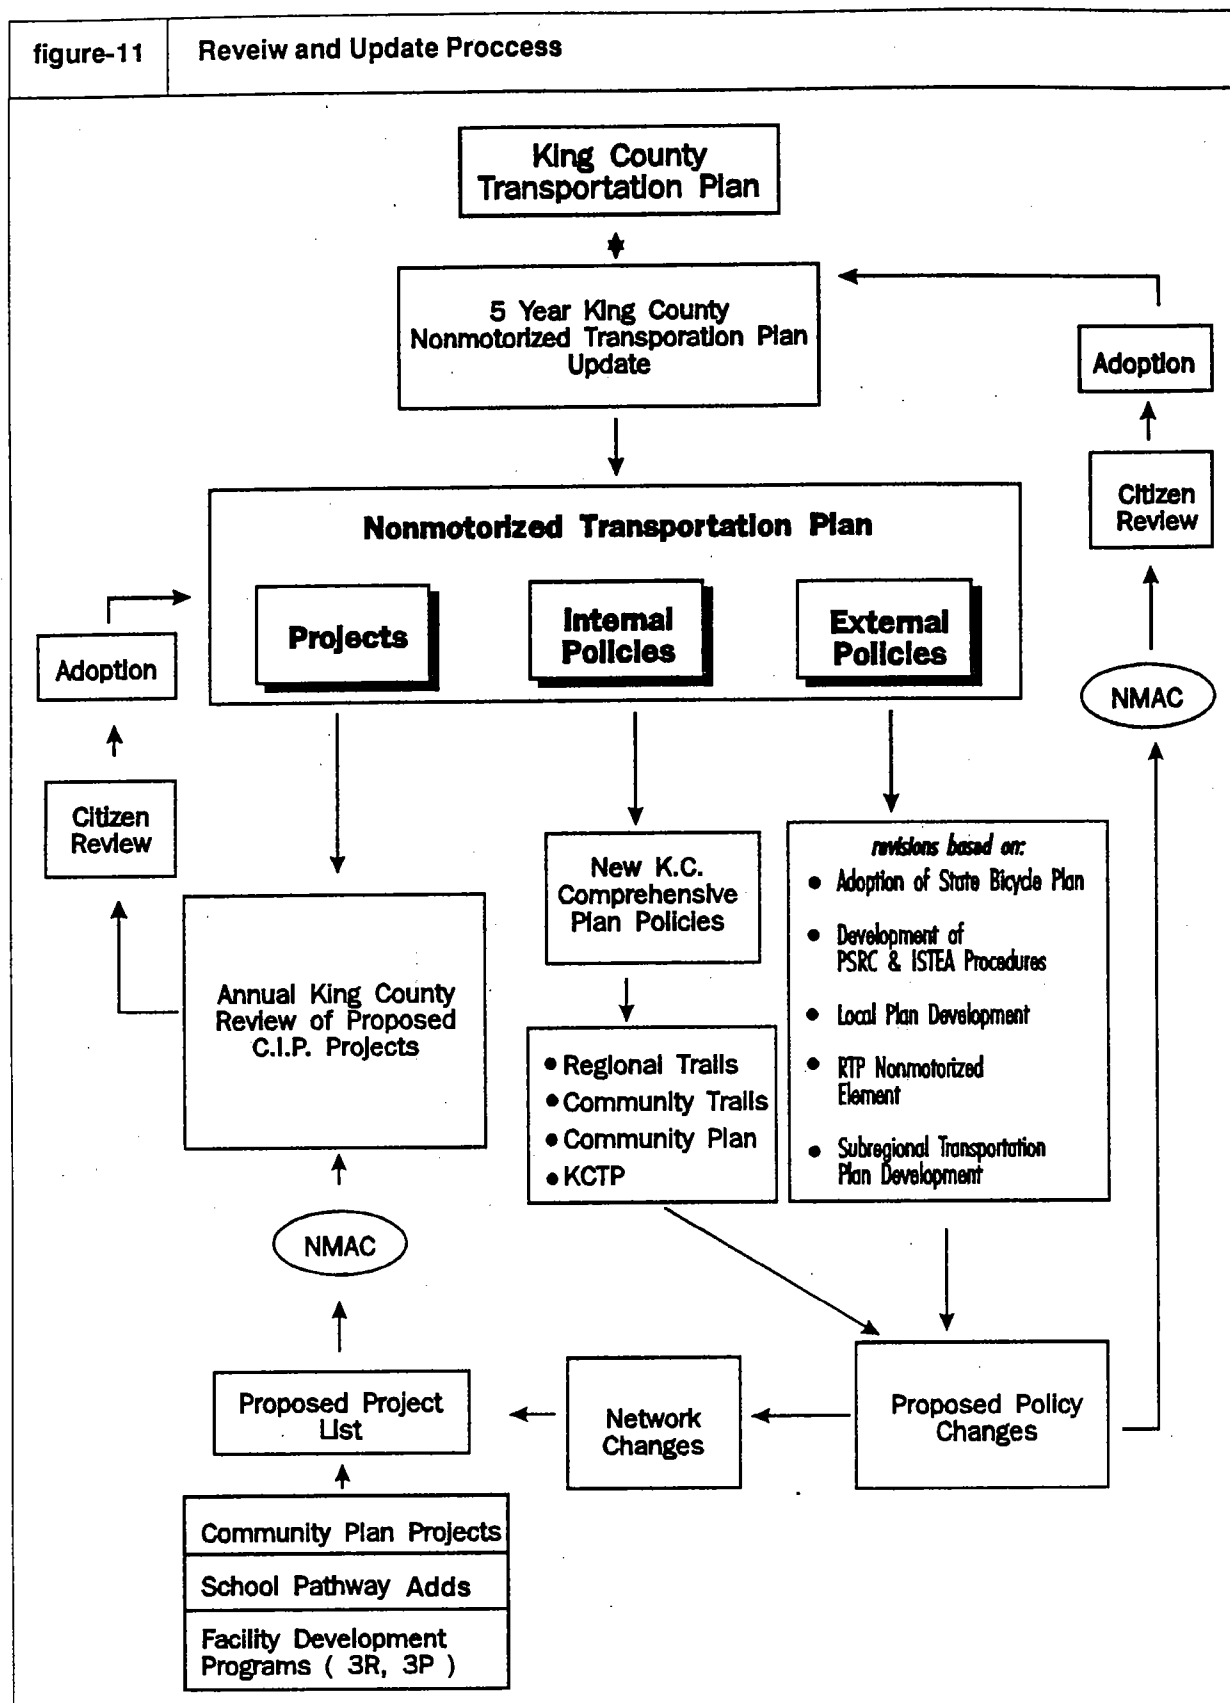 figure-11
Reveiw and Update Proccess
King County
Transportation Plan
5 Year King County
Nonmotorized Transporation Plan
Update
Adoption
Citizen
Review
NMAC
Nonmotorized Transportation Plan
Projects
Internal
Policies
External
Policies
Adoption
Citizen
Review
Annual King County
Review of Proposed
C.I.P. Projects
New K.C.
Comprehensive
Plan Policies
• Regional Trails
• Community Trails
• Community Plan
• KCTP
revisions based on:
• Adoption of State Bicycle Plan
• Development of
PSRC & ISTEA Procedures
• Local Plan Development
• RTP Nonmotorized
Element
• Subregional Transportation
Plan Development
NMAC
Proposed Project
List
Network
Changes
Proposed Policy
Changes
Community Plan Projects
School Pathway Adds
Facility Development
Programs ( 3R, 3P )